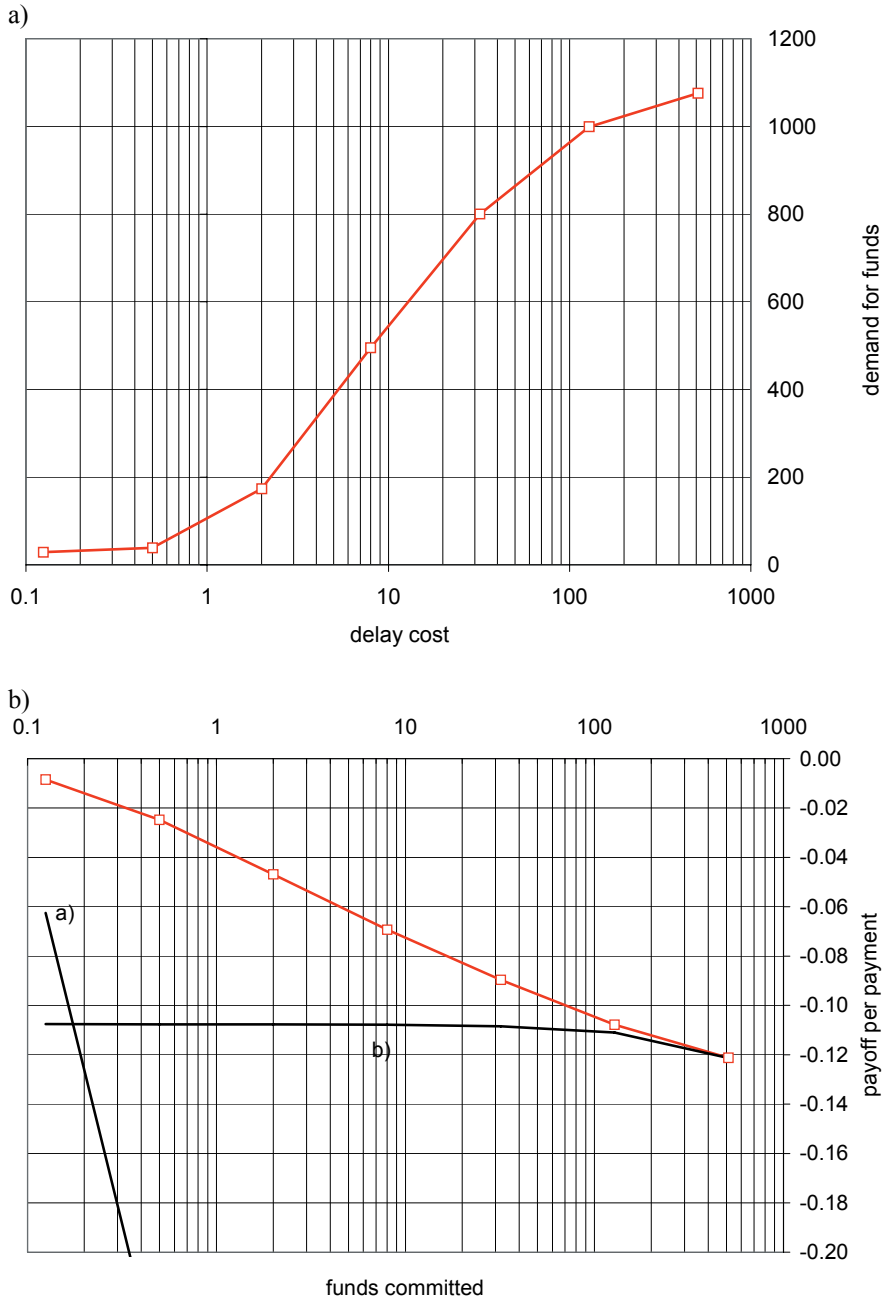 a)
1200
1000
800
600
400
200
0
demand for funds
0.1 1 10 100 1000
delay cost
b)
0.1 1 10 100 1000
0.00
-0.02
-0.04
-0.06
a)
-0.08
-0.10
b)
-0.12
-0.14
-0.16
-0.18
-0.20
payoff per payment
funds committed